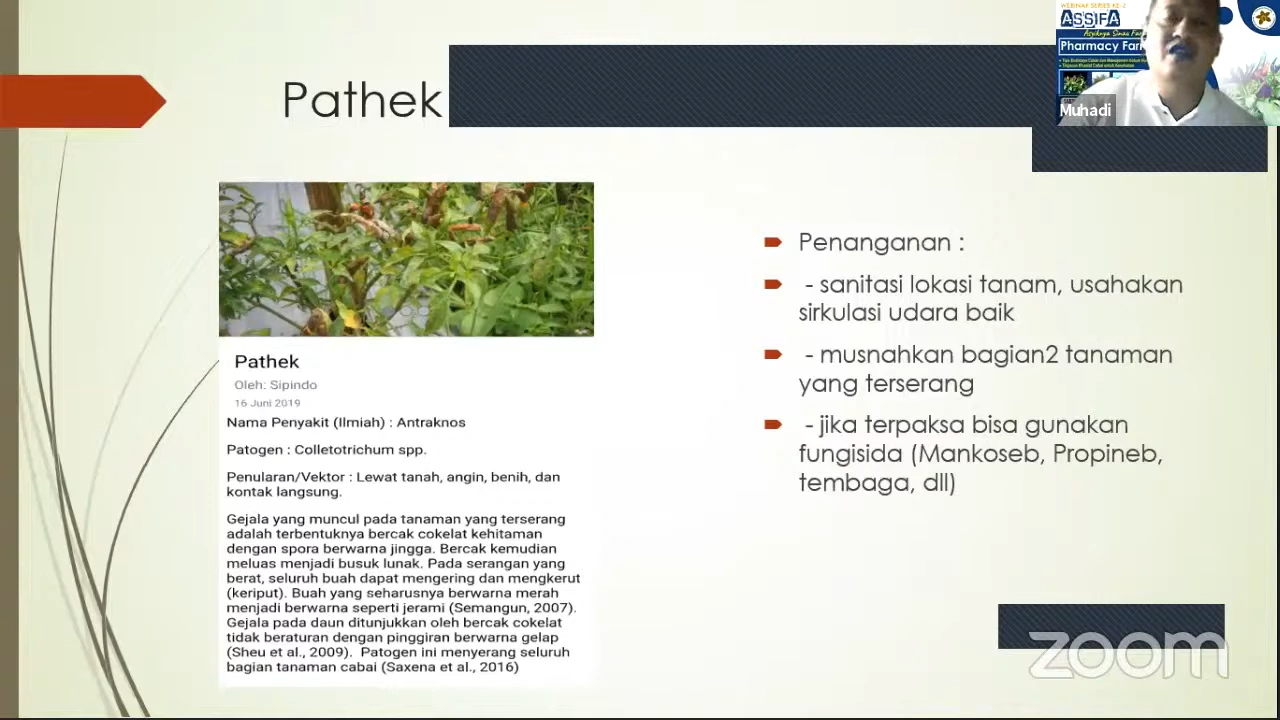 Pathek
Pathek
Oleh: Sipindo
16 Juni 2019
Nama Penyakit (Ilmiah) : Antraknos
Patogen : Colletotrichum spp.
Penularan/Vektor : Lewat tanah, angin, benih, dan
kontak langsung.
Gejala yang muncul pada tanaman yang terserang
adalah terbentuknya bercak cokelat kehitaman
dengan spora berwarna jingga. Bercak kemudian
meluas menjadi busuk lunak. Pada serangan yang
berat, seluruh buah dapat mengering dan mengkerut
(keriput). Buah yang seharusnya berwarna merah
menjadi berwarna seperti jerami (Semangun, 2007).
Gejala pada daun ditunjukkan oleh bercak cokelat
tidak beraturan dengan pinggiran berwarna gelap
(Sheu et al., 2009).  Patogen ini menyerang seluruh
bagian tanaman cabai (Saxena et al., 2016)
Penanganan :
- sanitasi lokasi tanam, usahakan
sirkulasi udara baik
- musnahkan bagian2 tanaman
yang terserang
- jika terpaksa bisa gunakan
fungisida (Mankoseb, Propineb,
tembaga, dll)
WEBINAR SERIES KE-2
ASSIFA
Asyiknya Sinau
Pharmacy
Muhadi
zoom